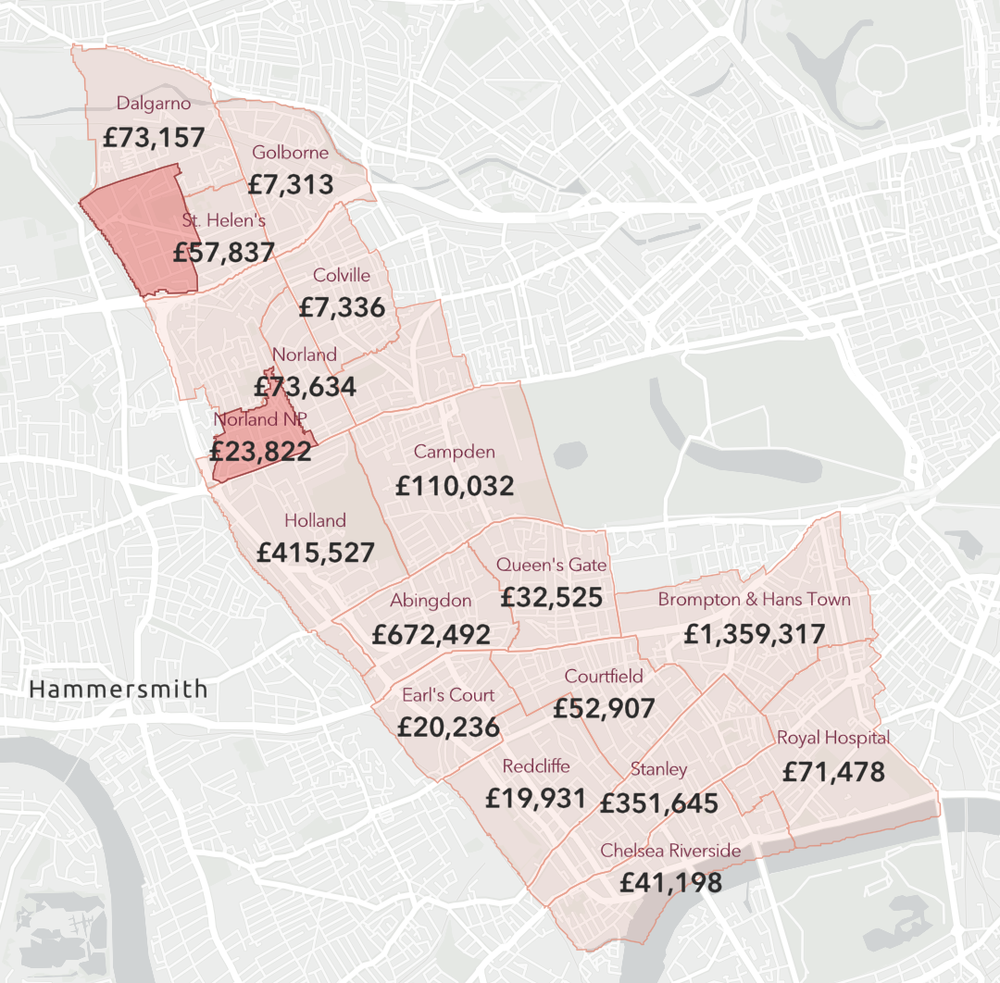 Dalgarno
£73,157
Golborne
£7,313
St. Helen's
£57,837
Colville
£7,336
Norland
£73,634
Norland NP
£23,822
Campden
£110,032
Holland
£415,527
Queen's Gate
£32,525
Abingdon
£672,492
Brompton & Hans Town
£1,359,317
Hammersmith
Courtfield
£52,907
Earl's Court
£20,236
Royal Hospital
£71,478
Redcliffe
£19,931
Stanley
£351,645
Chelsea Riverside
£41,198